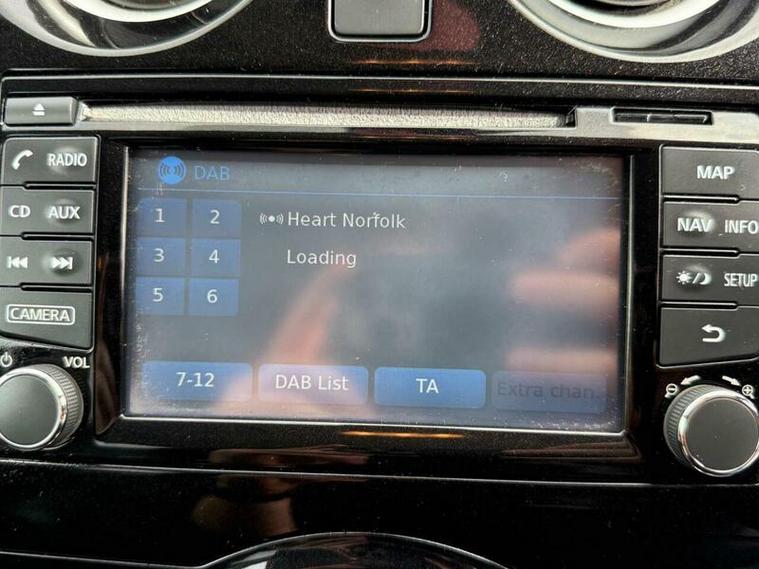 RADIO
CD AUX
CAMERA
VOL
DAB
1 2
Heart Norfolk
3 4
Loading
5 6
7-12
DAB List
TA
Extra chan.
MAP
NAV INFO
SETUP